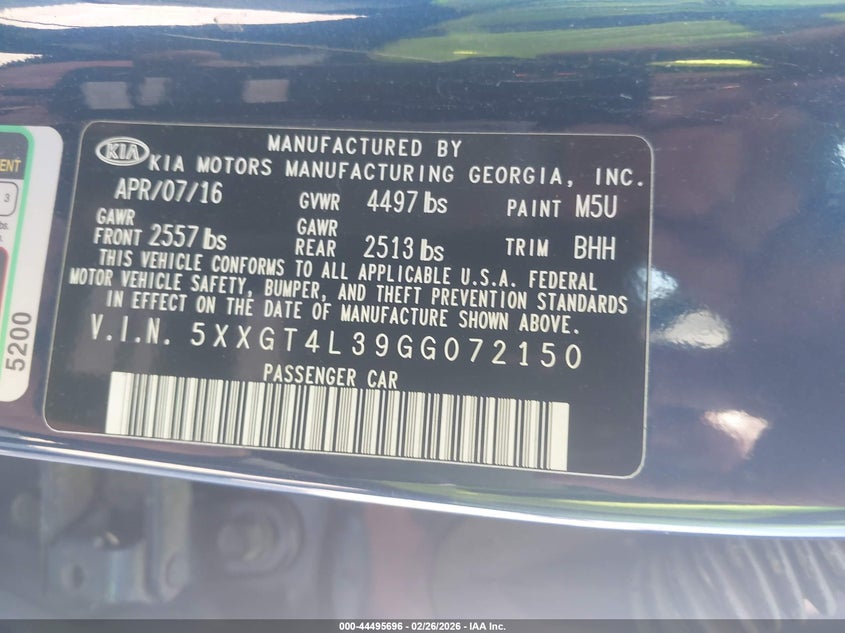 ENT
3
bs.
s.
5200
KIA
MANUFACTURED BY
KIA MOTORS MANUFACTURING GEORGIA, INC.
APR/07/16 GVWR 4497 lbs PAINT M5U
GAWR FRONT 2557 lbs GAWR REAR 2513 lbs TRIM BHH
THIS VEHICLE CONFORMS TO ALL APPLICABLE U.S.A. FEDERAL
MOTOR VEHICLE SAFETY, BUMPER, AND THEFT PREVENTION STANDARDS
IN EFFECT ON THE DATE OF MANUFACTURE SHOWN ABOVE.
V.I.N. 5XXGT4L39GG072150
PASSENGER CAR
000-44495696 - 02/26/2026 - IAA Inc.